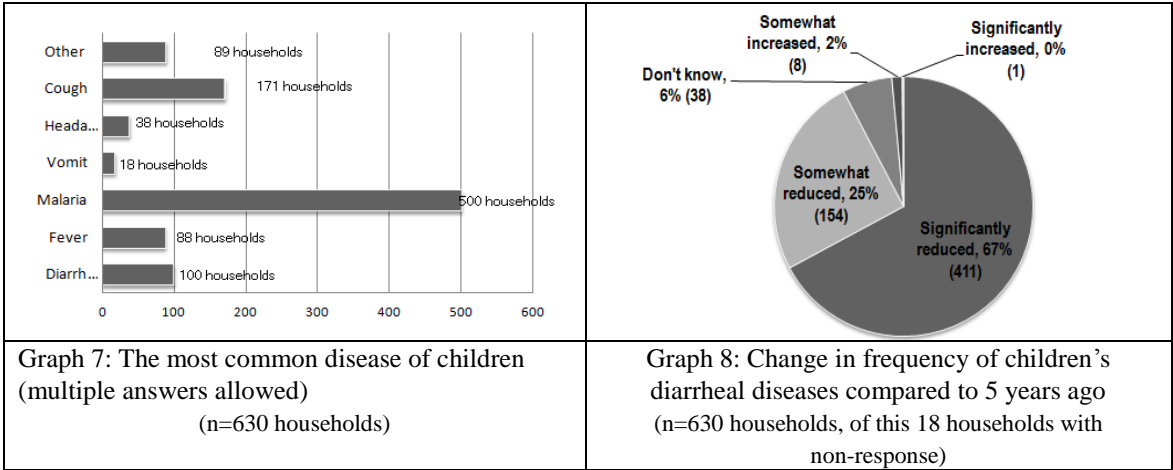 Other
89 households
Cough
171 households
Heada...
38 households
Vomit
18 households
Malaria
500 households
Fever
88 households
Diarrh...
100 households
0 100 200 300 400 500 600
Somewhat
increased, 2%
(8)
Significantly
increased, 0%
(1)
Don't know,
6% (38)
Somewhat
reduced, 25%
(154)
Significantly
reduced, 67%
(411)
Graph 7: The most common disease of children
(multiple answers allowed)
(n=630 households)
Graph 8: Change in frequency of children’s
diarrheal diseases compared to 5 years ago
(n=630 households, of this 18 households with
non-response)